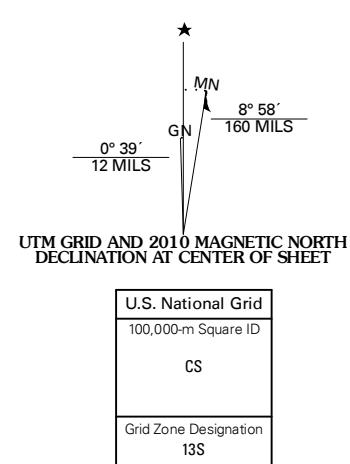 MN
GN
8° 58´
160 MILS
0° 39´
12 MILS
UTM GRID AND 2010 MAGNETIC NORTH
DECLINATION AT CENTER OF SHEET
U.S. National Grid
100,000-m Square ID
CS
Grid Zone Designation
13S